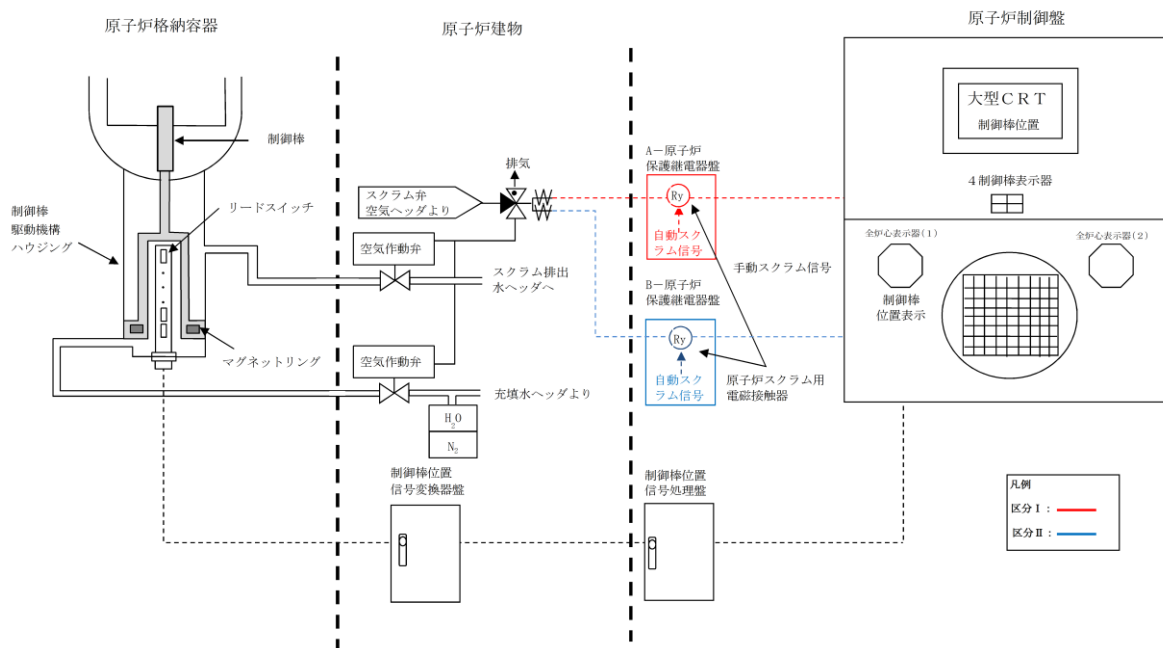 原子炉格納容器
原子炉建物
原子炉制御盤
大型CRT
制御棒位置
4制御棒表示器
全炉心表示器(1)
全炉心表示器(2)
制御棒
位置表示
制御棒
リードスイッチ
制御棒
駆動機構
ハウジング
マグネットリング
排気
スクラム弁
空気ヘッダより
空気作動弁
スクラム排出
水ヘッダへ
空気作動弁
充填水ヘッダより
H₂O
N₂
A-原子炉
保護継電器盤
Ry
自動スクラム信号
手動スクラム信号
B-原子炉
保護継電器盤
Ry
自動スク
ラム信号
原子炉スクラム用
電磁接触器
制御棒位置
信号変換器盤
制御棒位置
信号処理盤
凡例
区分Ⅰ:
区分Ⅱ: